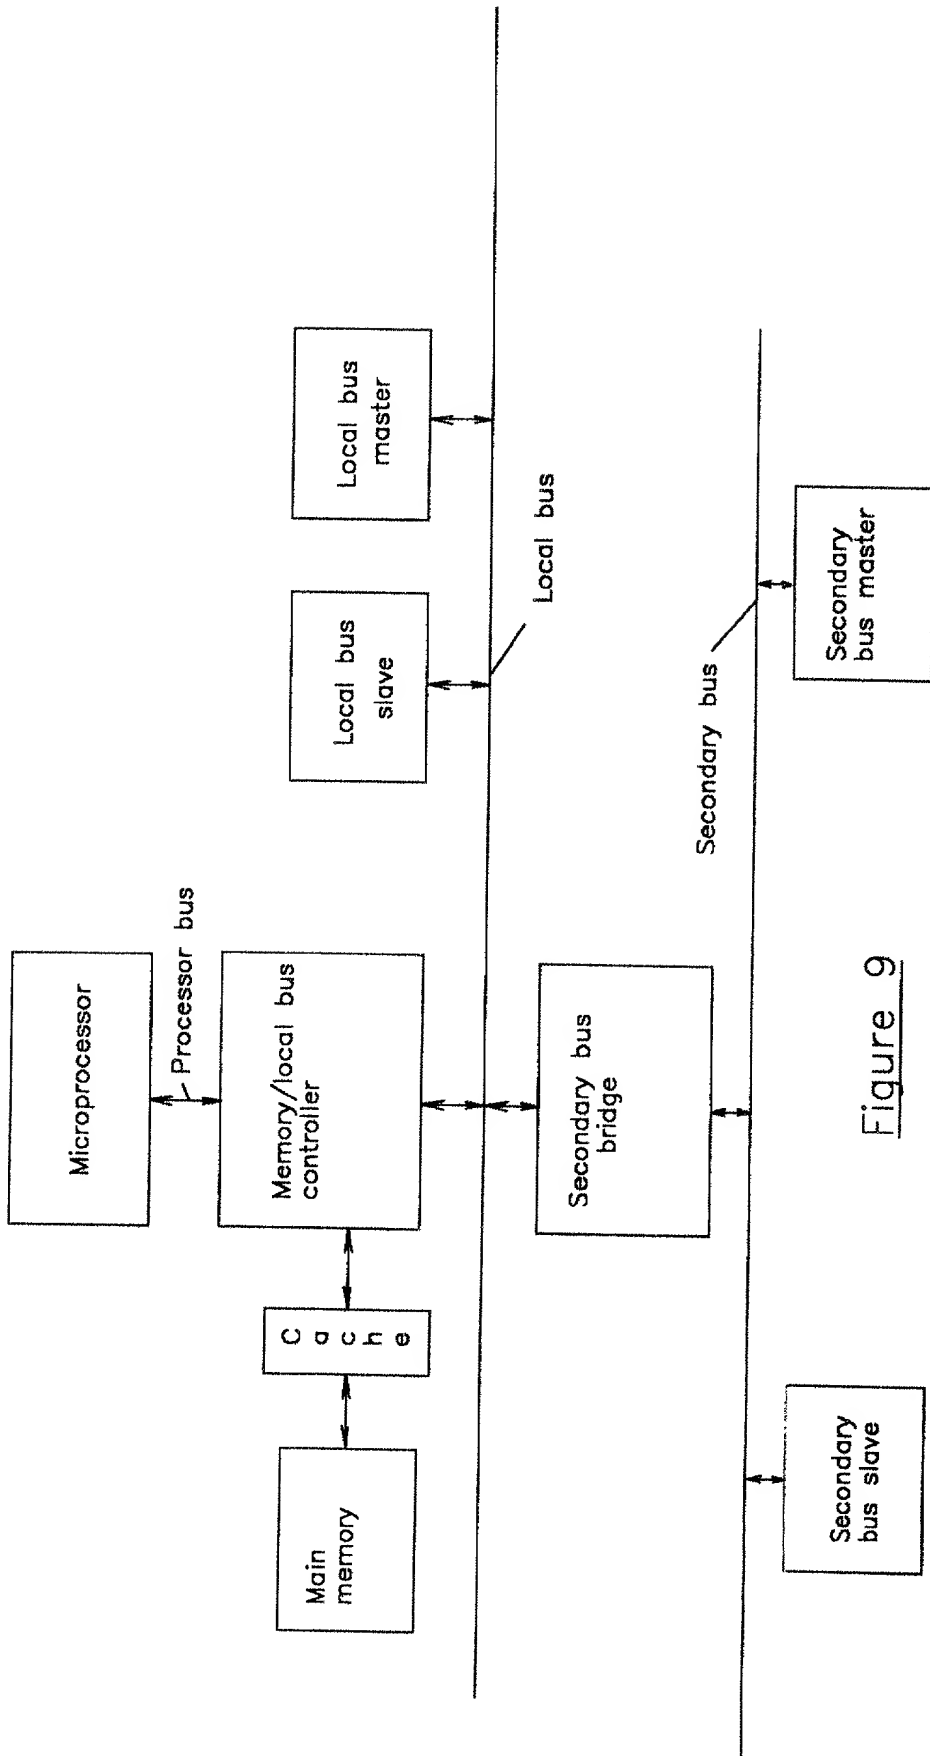 Microprocessor
Processor bus
Main
memory
Cache
Memory/local bus
controller
Local bus
slave
Local bus
master
Local bus
Secondary bus
bridge
Secondary bus
Secondary
bus slave
Secondary
bus master
Figure 9